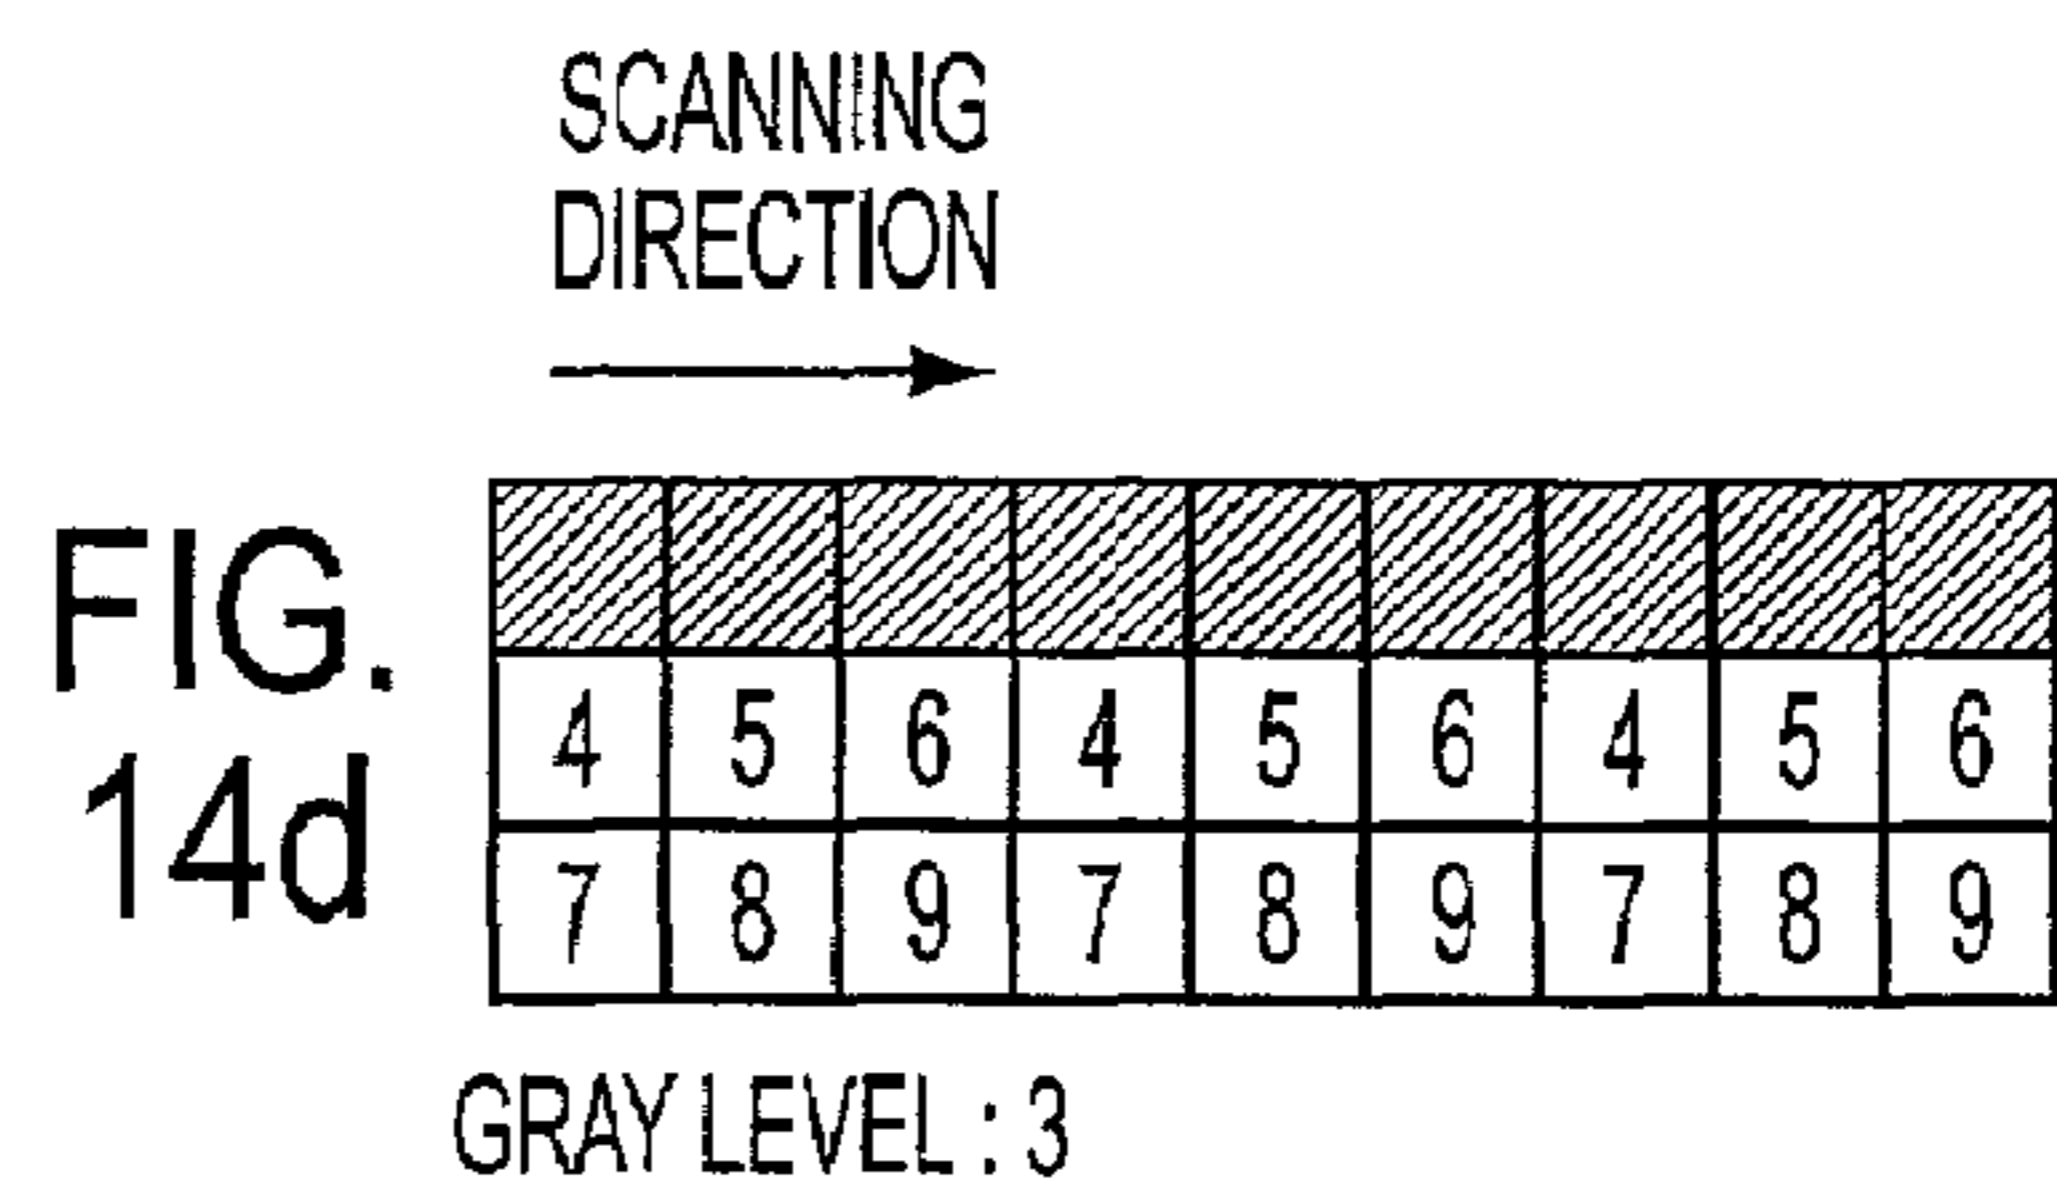 SCANNING
DIRECTION
FIG.
14d
4 5 6 4 5 6 4 5 6
7 8 9 7 8 9 7 8 9
GRAY LEVEL : 3